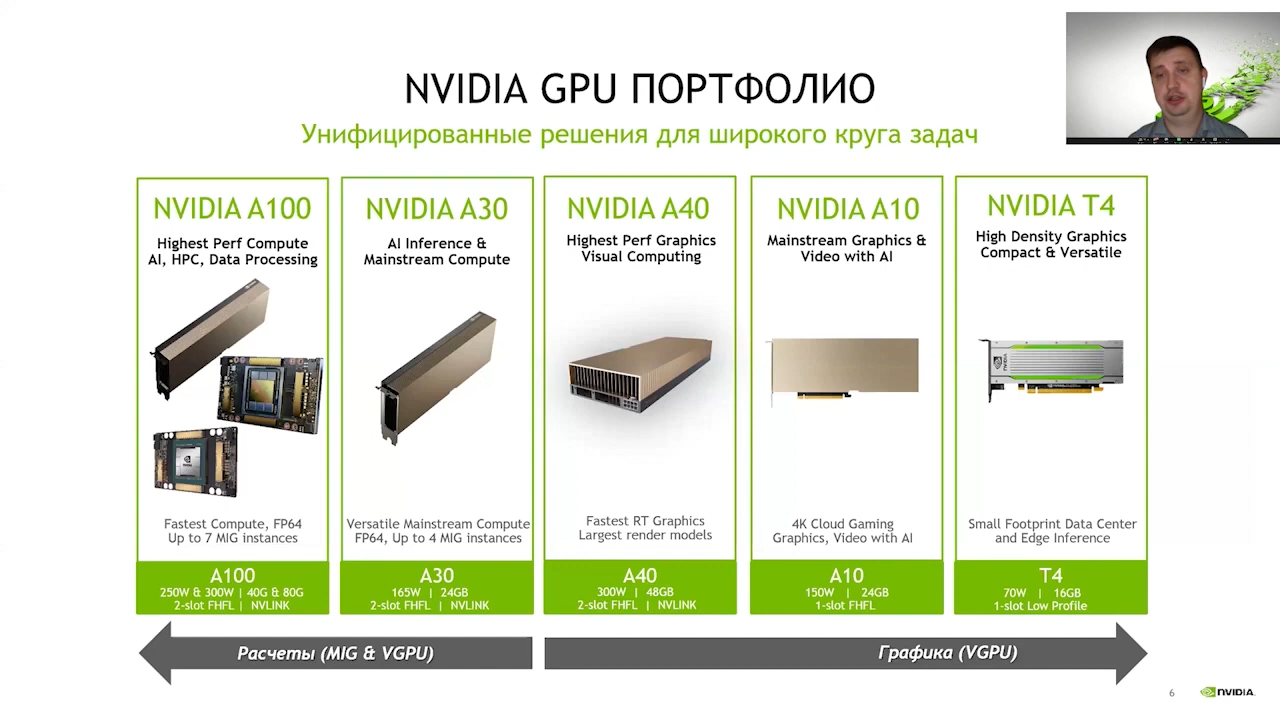 NVIDIA GPU ПОРТФОЛИО
Унифицированные решения для широкого круга задач
NVIDIA A100
Highest Perf Compute
AI, HPC, Data Processing
Fastest Compute, FP64
Up to 7 MIG instances
A100
250W & 300W | 40G & 80G
2-slot FHFL | NVLINK
NVIDIA A30
AI Inference &
Mainstream Compute
Versatile Mainstream Compute
FP64, Up to 4 MIG instances
A30
165W | 24GB
2-slot FHFL | NVLINK
NVIDIA A40
Highest Perf Graphics
Visual Computing
Fastest RT Graphics
Largest render models
A40
300W | 48GB
2-slot FHFL | NVLINK
NVIDIA A10
Mainstream Graphics &
Video with AI
4K Cloud Gaming
Graphics, Video with AI
A10
150W | 24GB
1-slot FHFL
NVIDIA T4
High Density Graphics
Compact & Versatile
Small Footprint Data Center
and Edge Inference
T4
70W | 16GB
1-slot Low Profile
Расчеты (MIG & VGPU)
Графика (VGPU)
6
NVIDIA.